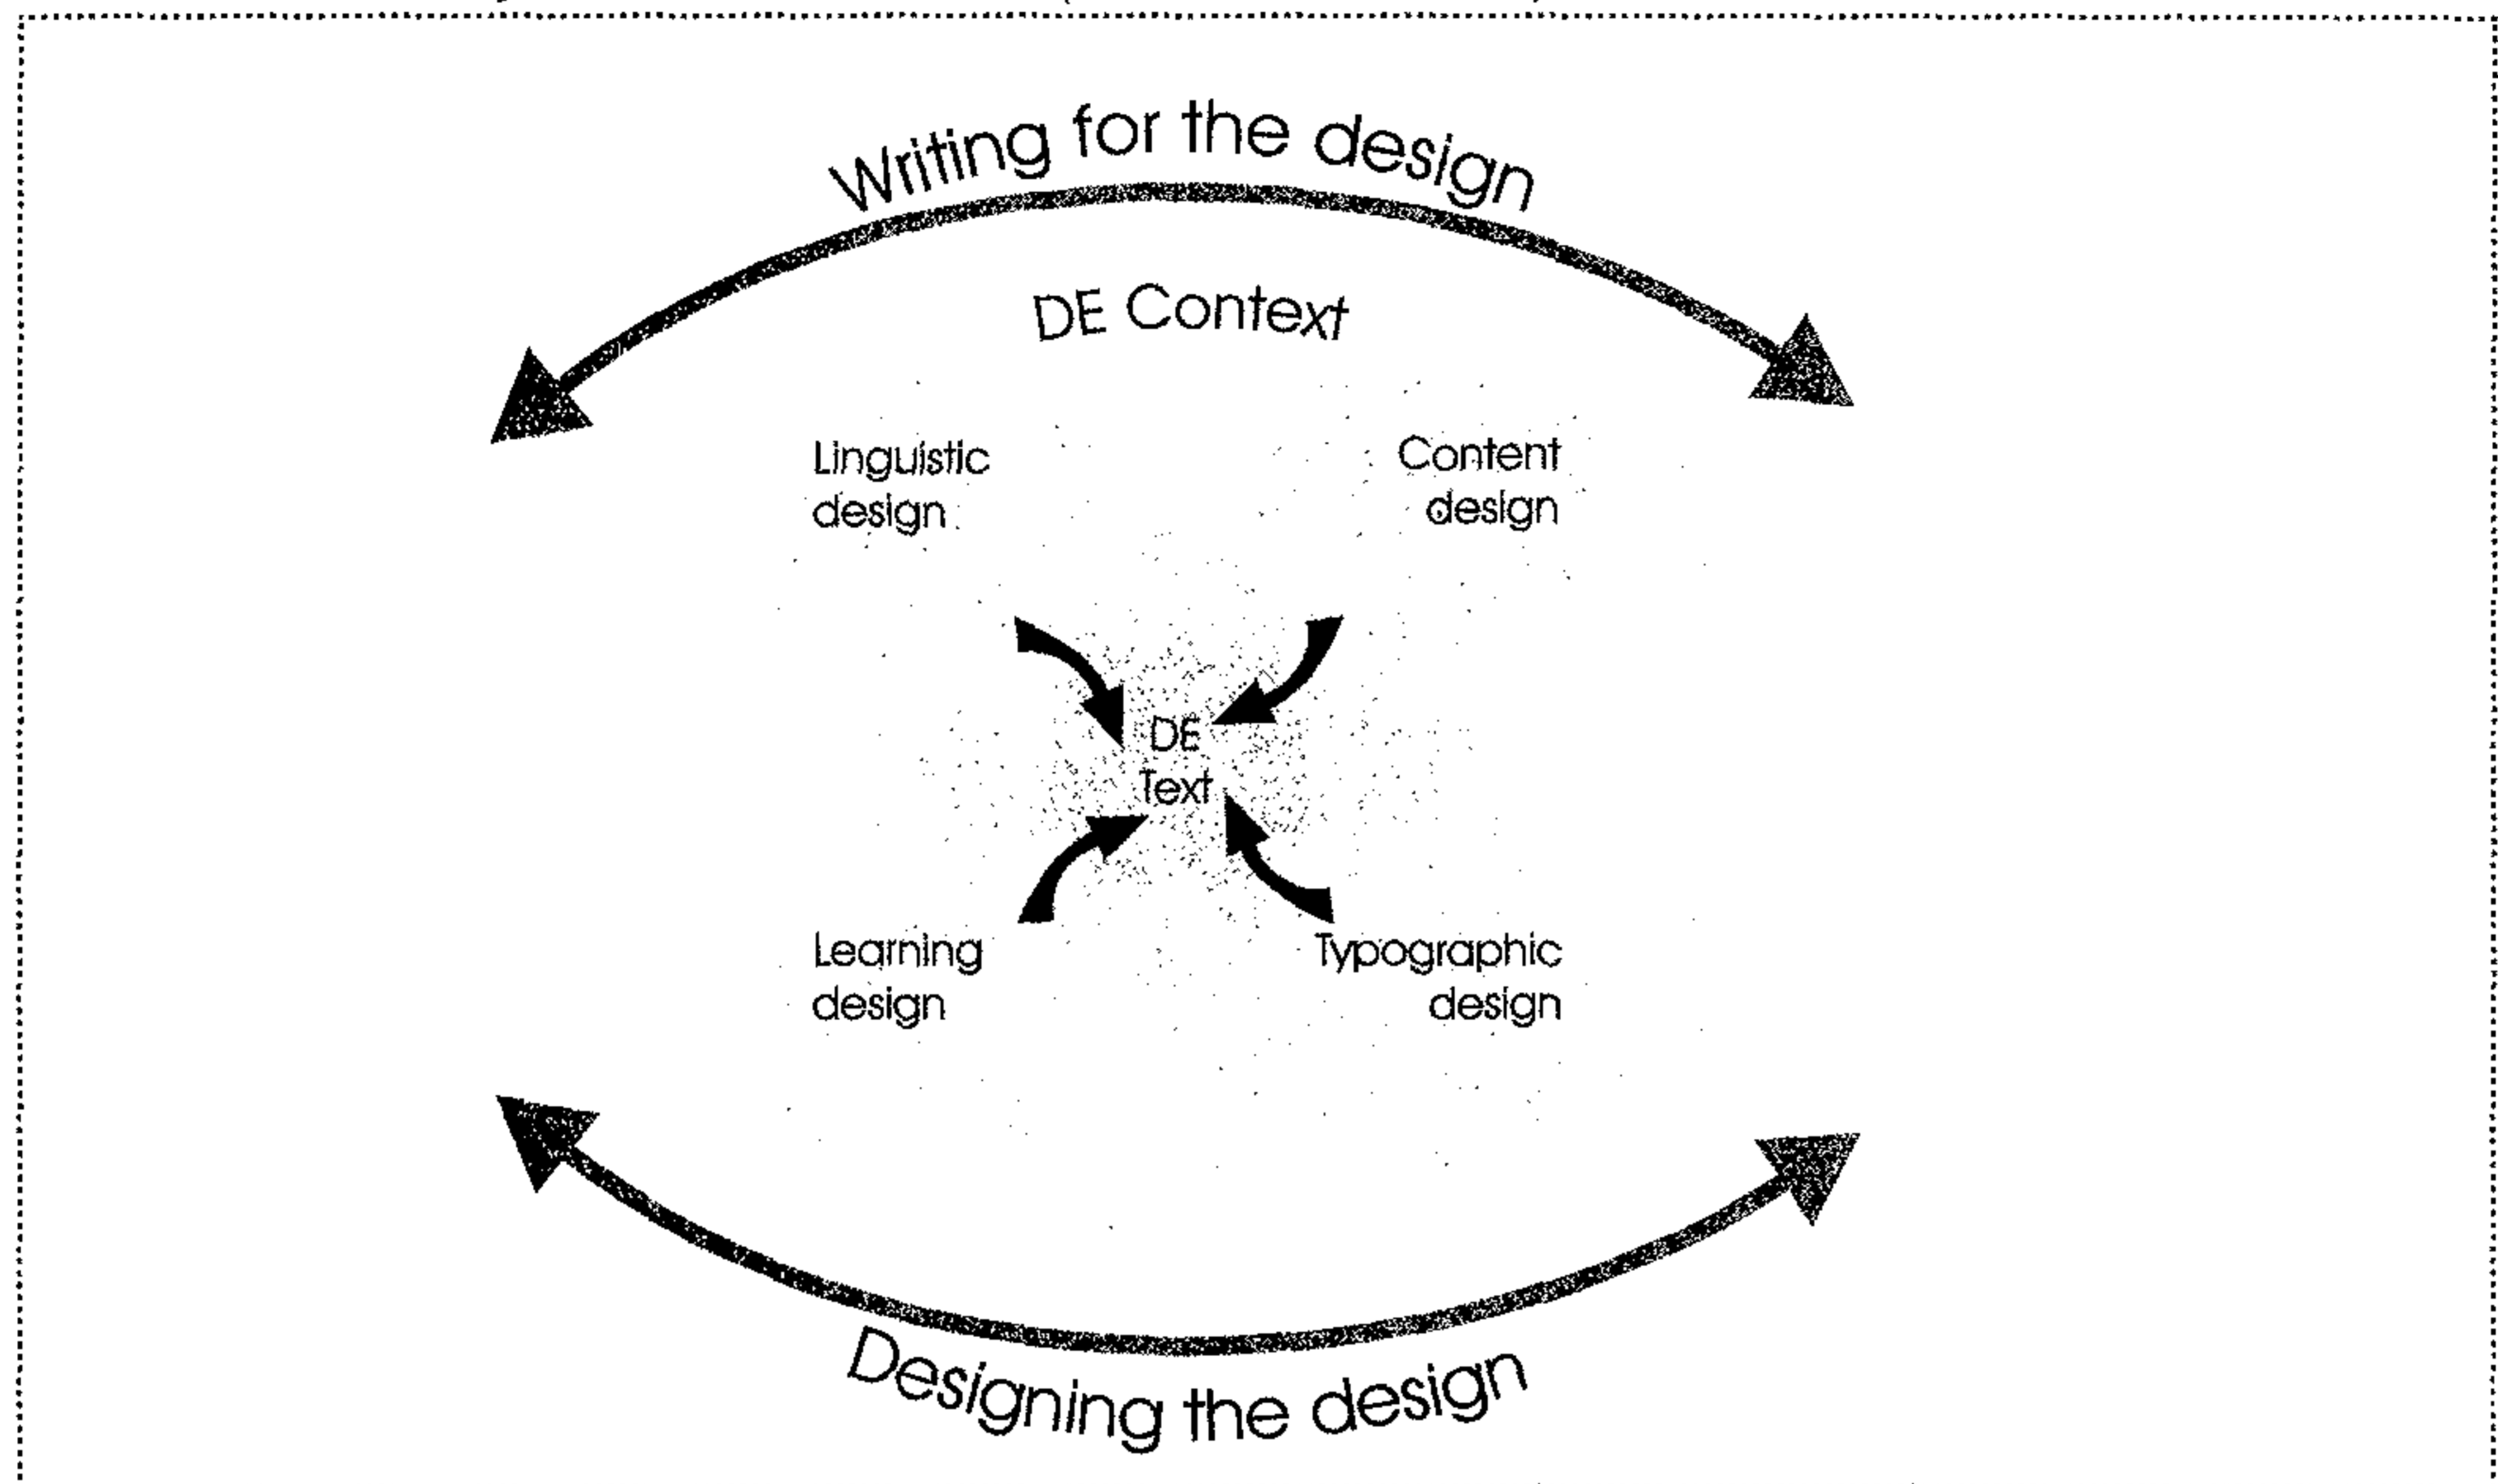 Writing for the design
DE Context
Linguistic
design
Content
design
DE
Text
Learning
design
Typographic
design
Designing the design